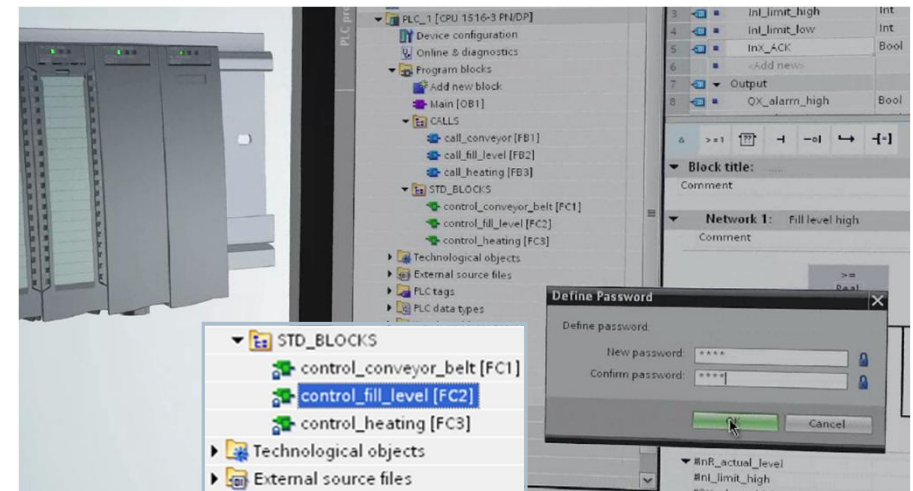 PLC_1 [CPU 1516-3 PN/DP]
Device configuration
Online & diagnostics
Program blocks
Add new block
Main [OB1]
CALLS
call_conveyor [FB1]
call_fill_level [FB2]
call_heating [FB3]
STD_BLOCKS
control_conveyor_belt [FC1]
control_fill_level [FC2]
control_heating [FC3]
Technological objects
External source files
PLC tags
PLC data types
3 InI_limit_high Int
4 InI_limit_low Int
5 InX_ACK Bool
6 <Add new>
7 Output
8 QX_alarm_high Bool
& >=1 ??
Block title:
Comment
Network 1: Fill level high
Comment
>=
Real
Define Password
Define password:
New password: ****
Confirm password: ****
OK Cancel
#InR_actual_level
#InI_limit_high
STD_BLOCKS
control_conveyor_belt [FC1]
control_fill_level [FC2]
control_heating [FC3]
Technological objects
External source files